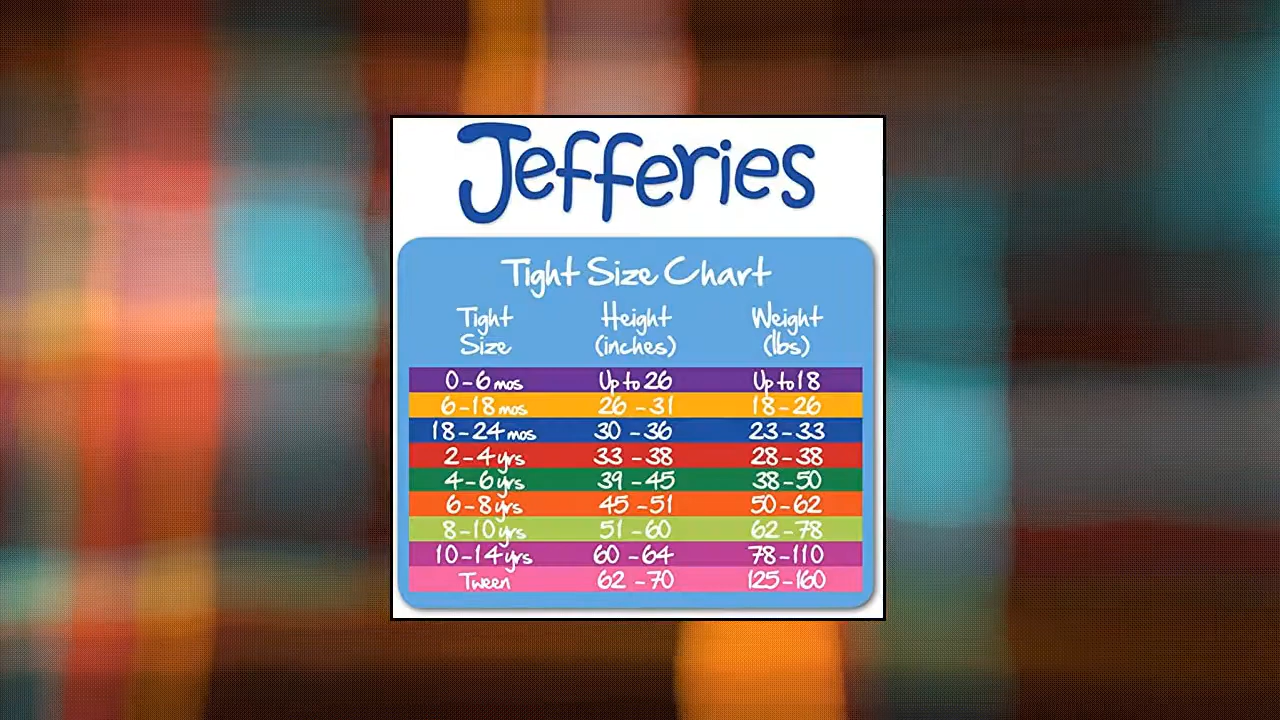 Jefferies
Tight Size Chart
Tight Size Height (inches) Weight (lbs)
0-6 mos Up to 26 Up to 18
6-18 mos 26 - 31 18-26
18-24 mos 30 - 36 23-33
2-4 yrs 33 - 38 28-38
4-6 yrs 39 - 45 38-50
6-8 yrs 45 - 51 50-62
8-10 yrs 51 - 60 62-78
10-14 yrs 60 - 64 78-110
Tween 62 - 70 125-160